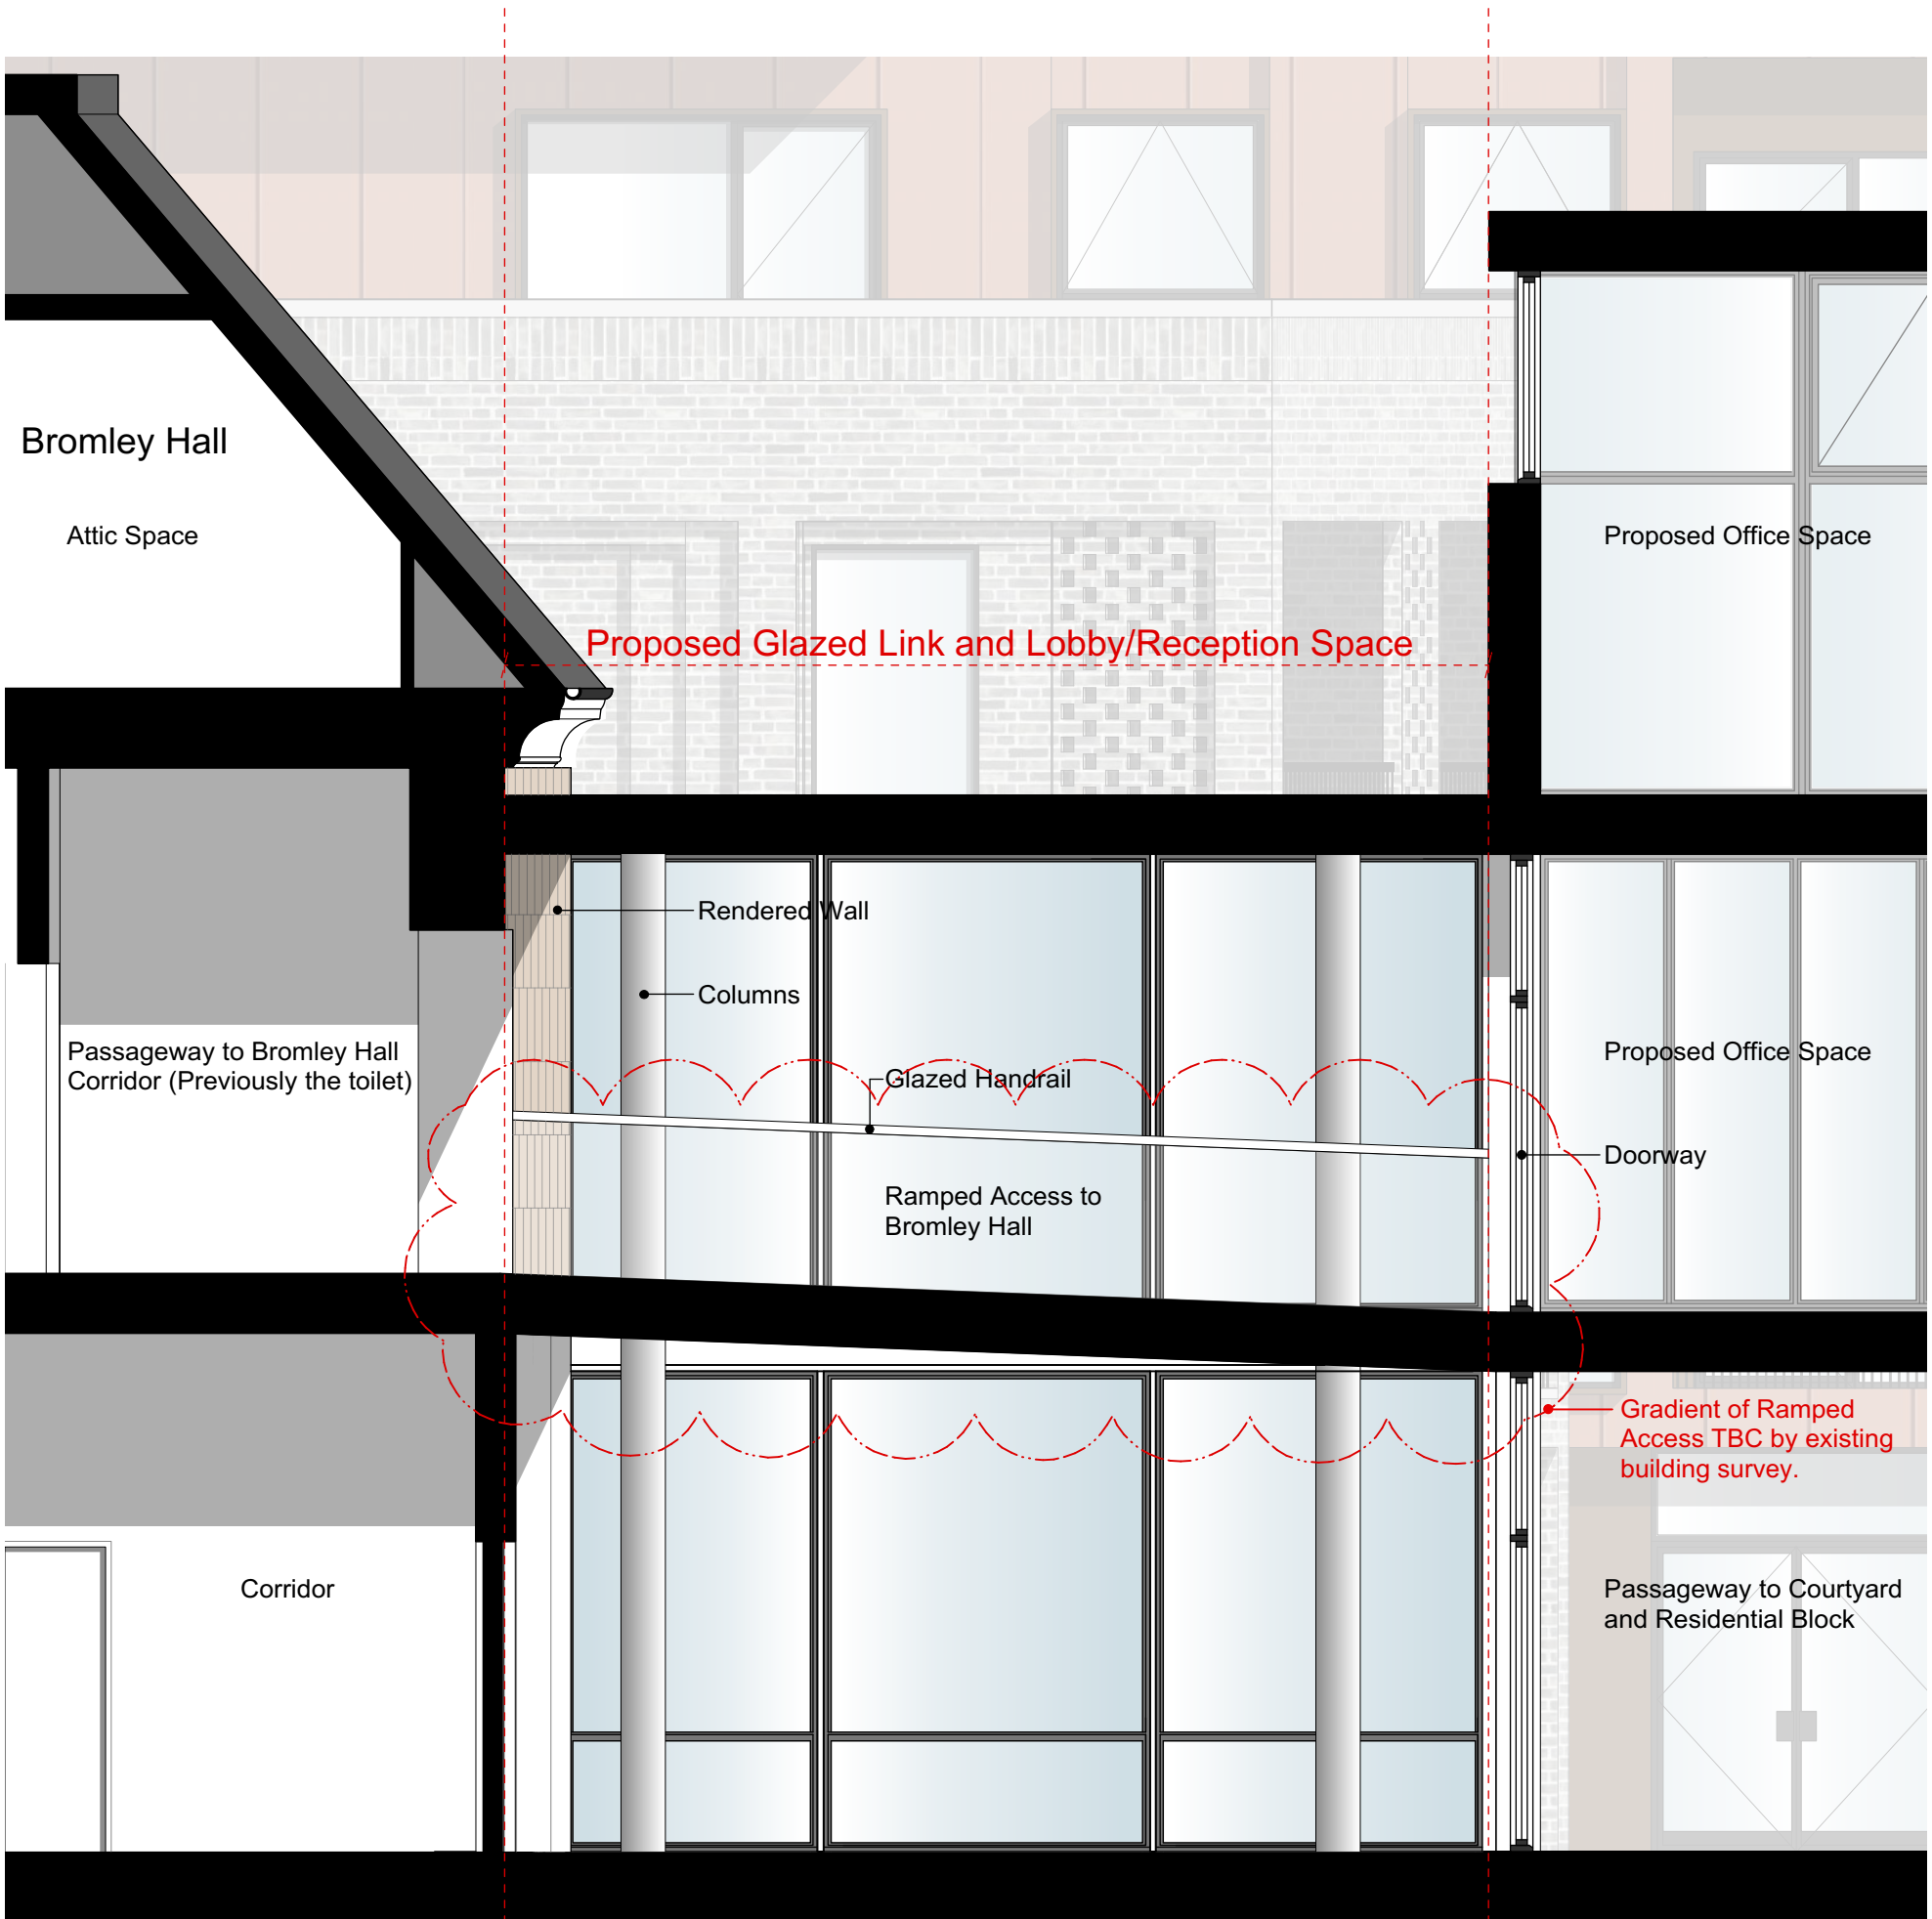 Bromley Hall
Attic Space
Proposed Office Space
Proposed Glazed Link and Lobby/Reception Space
Rendered Wall
Columns
Passageway to Bromley Hall
Corridor (Previously the toilet)
Glazed Handrail
Proposed Office Space
Doorway
Ramped Access to
Bromley Hall
Gradient of Ramped
Access TBC by existing
building survey.
Corridor
Passageway to Courtyard
and Residential Block